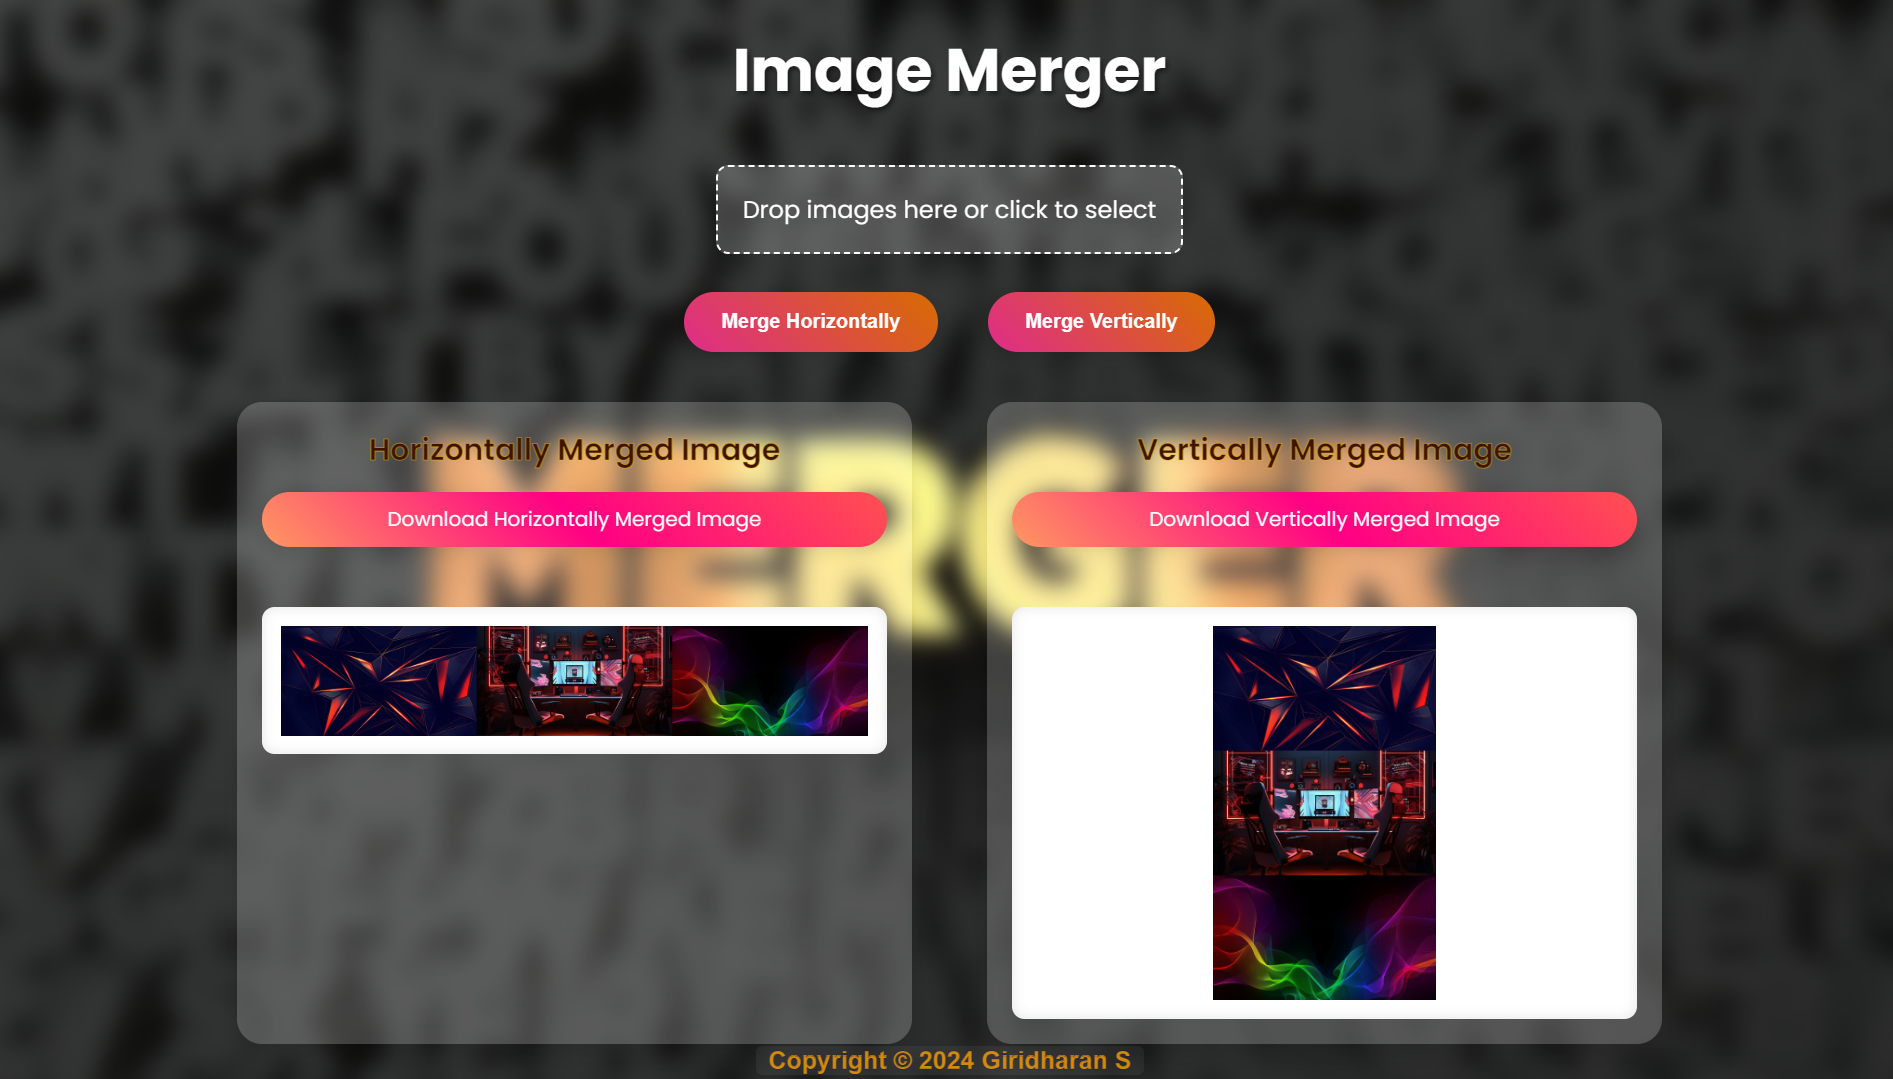 Image Merger
Drop images here or click to select
Merge Horizontally
Merge Vertically
Horizontally Merged Image
Download Horizontally Merged Image
Vertically Merged Image
Download Vertically Merged Image
MERGER
Copyright © 2024 Giridharan S